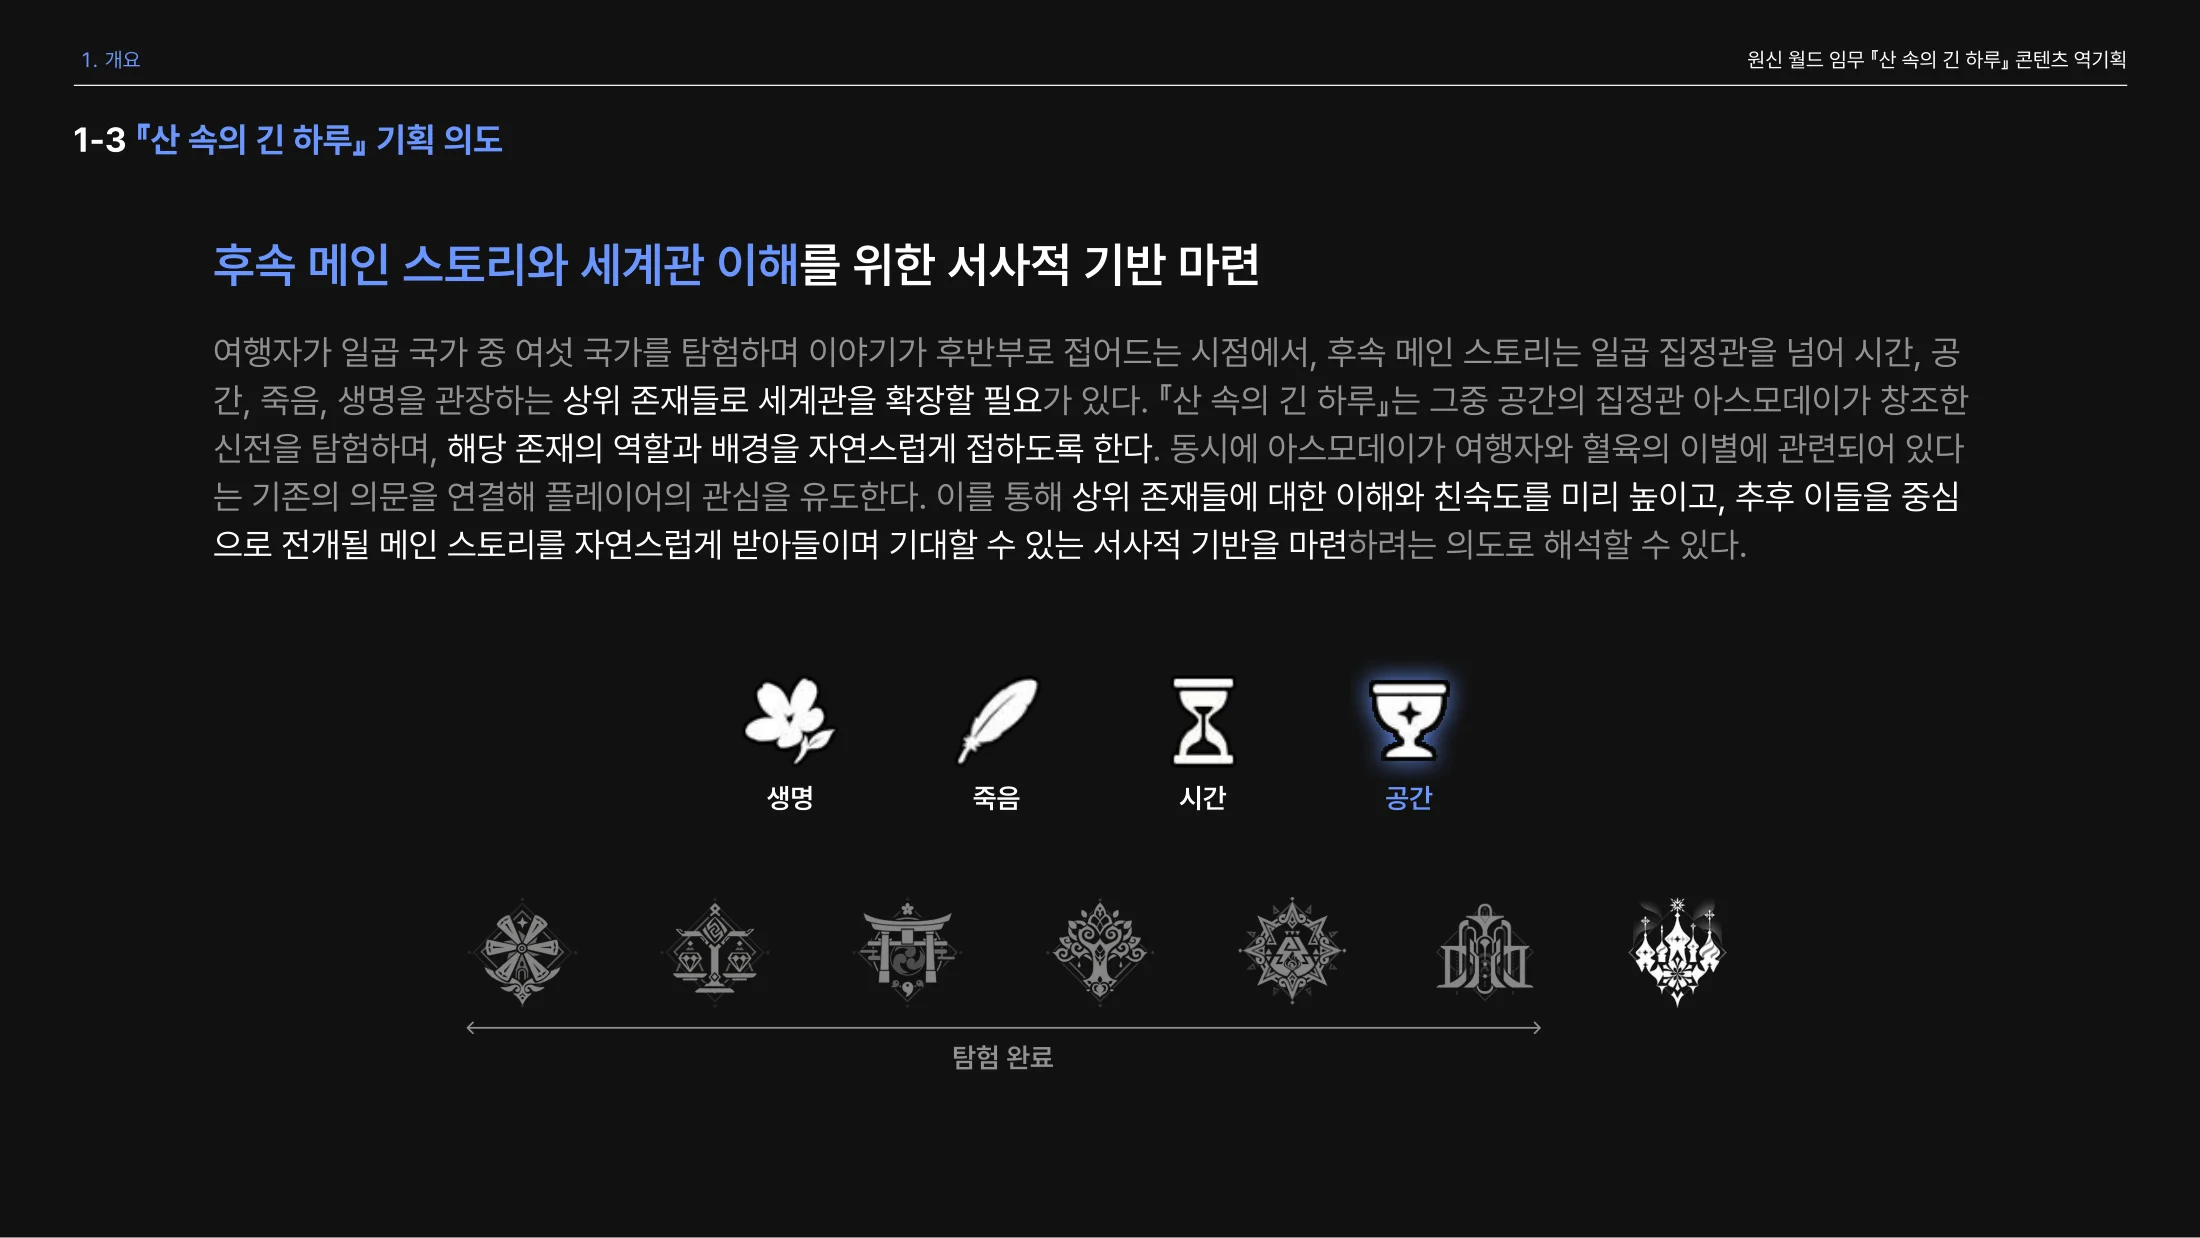 1. 개요
원신 월드 임무 『산 속의 긴 하루』 콘텐츠 역기획
1-3 『산 속의 긴 하루』 기획 의도
후속 메인 스토리와 세계관 이해를 위한 서사적 기반 마련
여행자가 일곱 국가 중 여섯 국가를 탐험하며 이야기가 후반부로 접어드는 시점에서, 후속 메인 스토리는 일곱 집정관을 넘어 시간, 공
간, 죽음, 생명을 관장하는 상위 존재들로 세계관을 확장할 필요가 있다. 『산 속의 긴 하루』는 그중 공간의 집정관 아스모데이가 창조한
신전을 탐험하며, 해당 존재의 역할과 배경을 자연스럽게 접하도록 한다. 동시에 아스모데이가 여행자와 혈육의 이별에 관련되어 있다
는 기존의 의문을 연결해 플레이어의 관심을 유도한다. 이를 통해 상위 존재들에 대한 이해와 친숙도를 미리 높이고, 추후 이들을 중심
으로 전개될 메인 스토리를 자연스럽게 받아들이며 기대할 수 있는 서사적 기반을 마련하려는 의도로 해석할 수 있다.
생명
죽음
시간
공간
탐험 완료